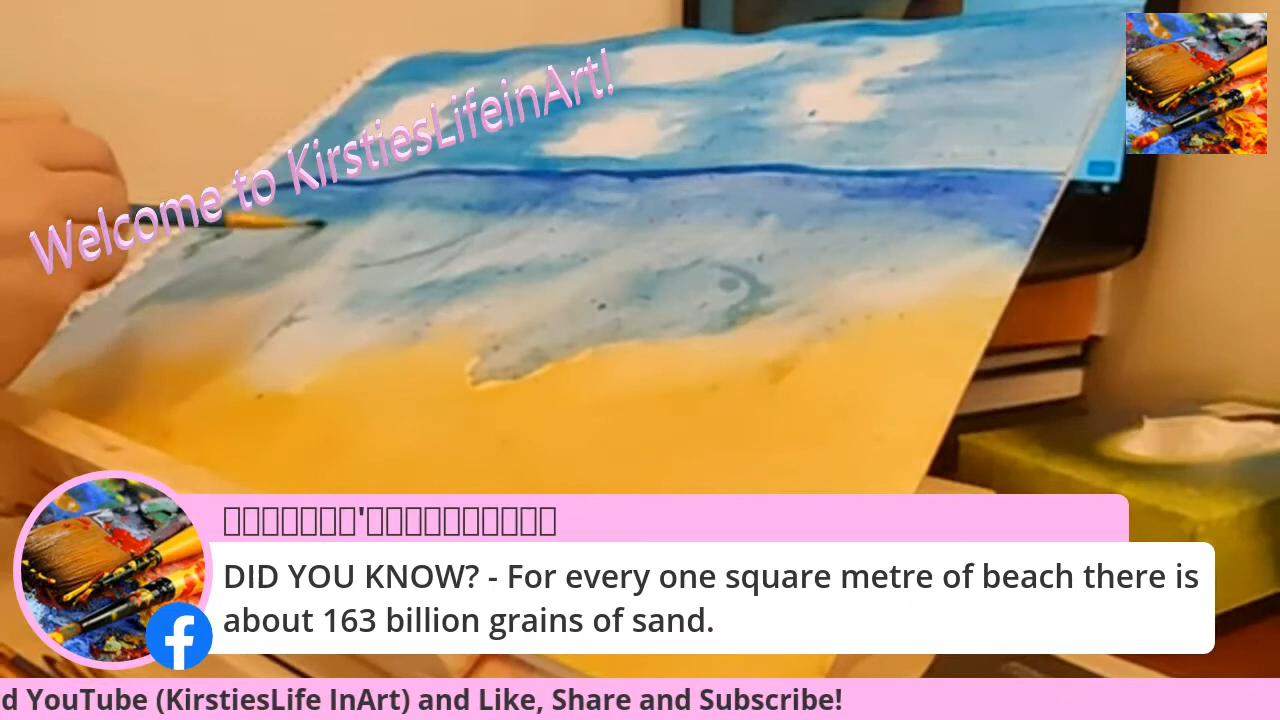 Welcome to KirstiesLifeinArt!
DID YOU KNOW? - For every one square metre of beach there is
about 163 billion grains of sand.
d YouTube (KirstiesLife InArt) and Like, Share and Subscribe!